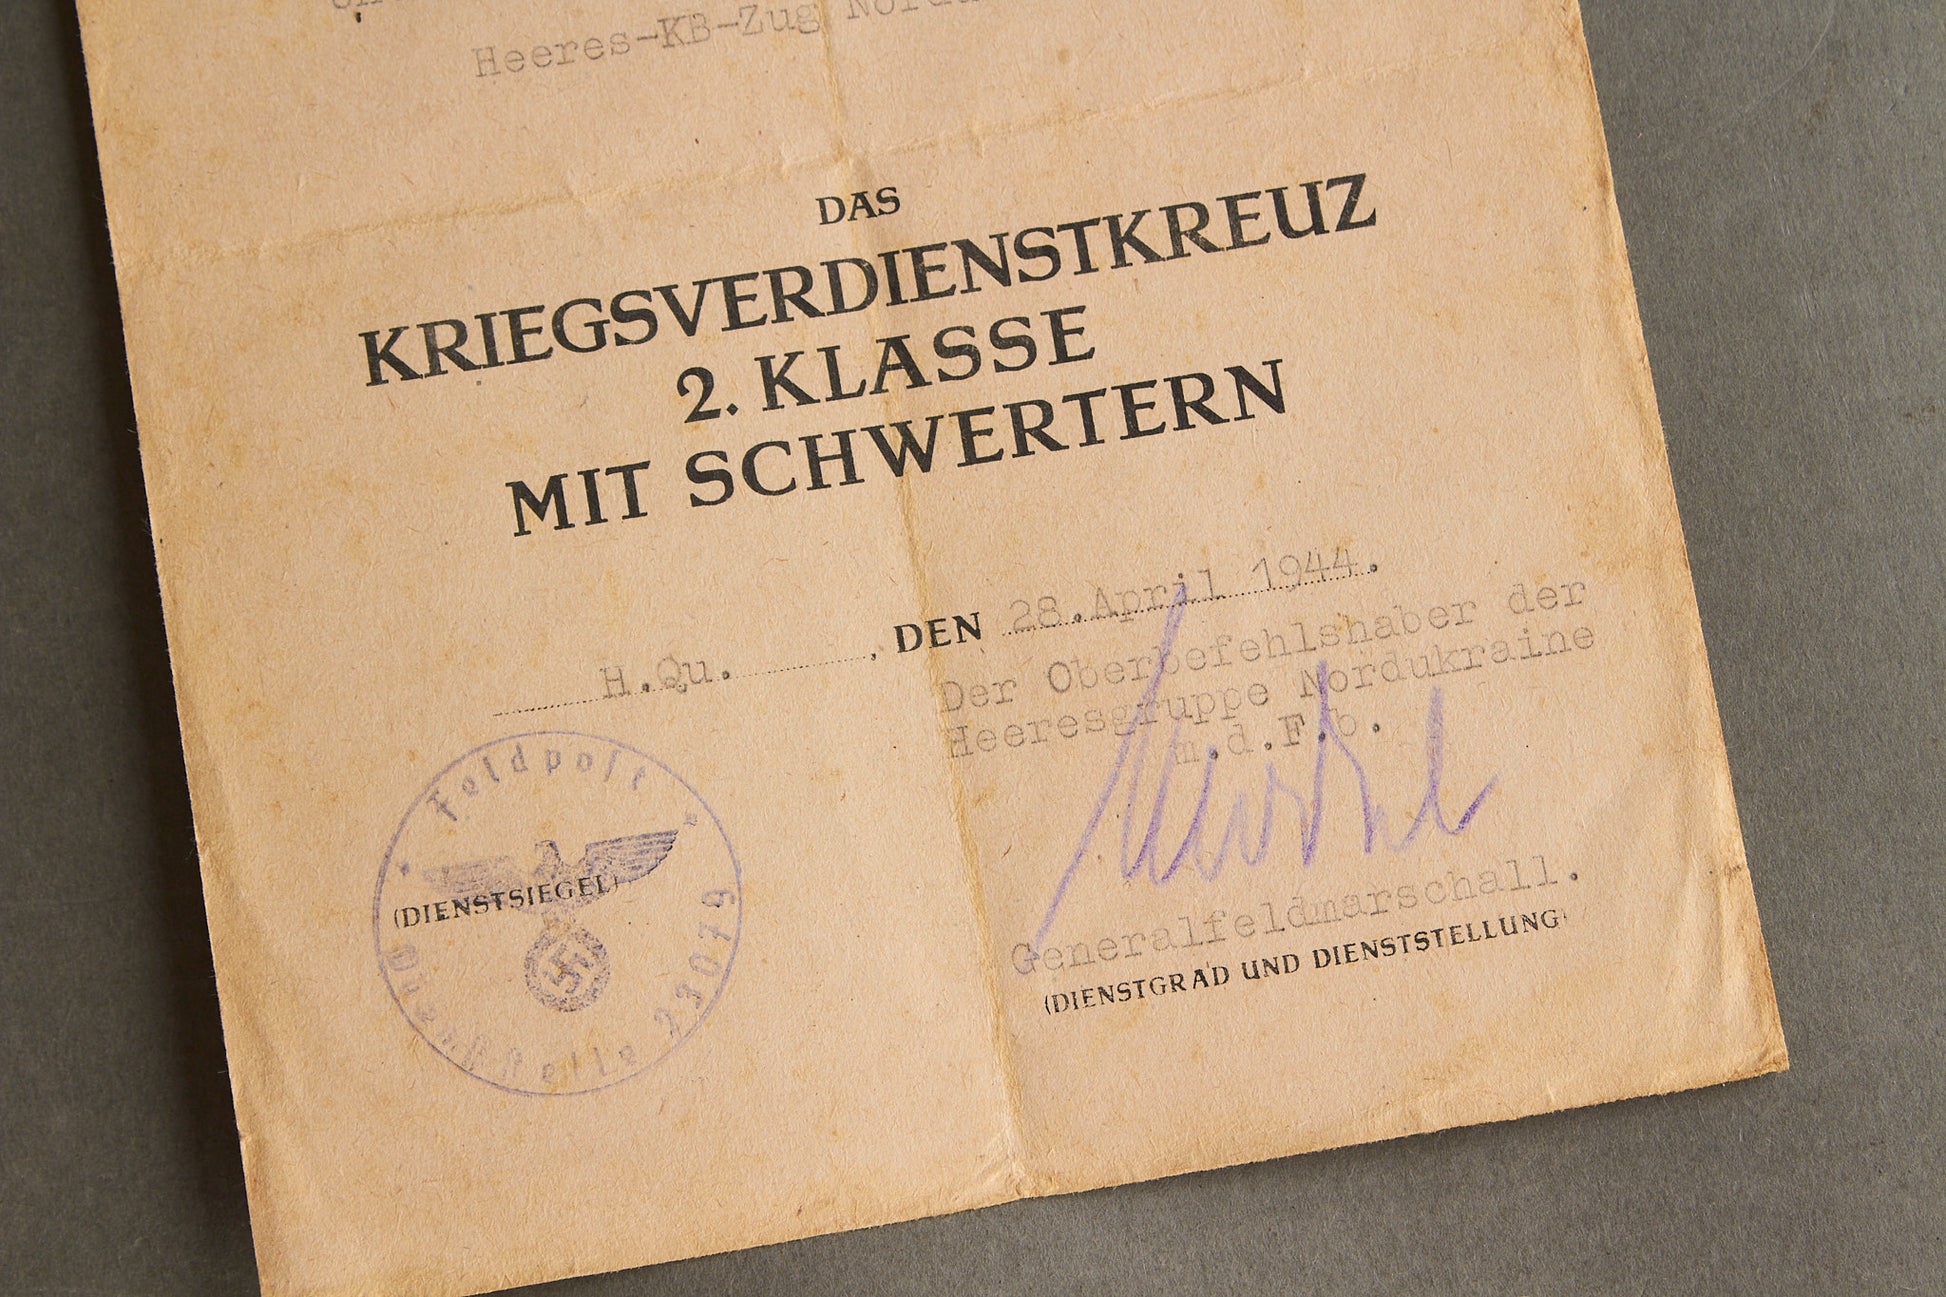 Heeres-KB-Zug
DAS
KRIEGSVERDIENSTKREUZ
2. KLASSE
MIT SCHWERTERN
H.Qu. , DEN 28.April 1944.
Der Oberbefehlshaber der
Heeresgruppe Nordukraine
m.d.F.b.
Feldpost
(DIENSTSIEGEL)
23079
Generalfeldmarschall.
(DIENSTGRAD UND DIENSTSTELLUNG)